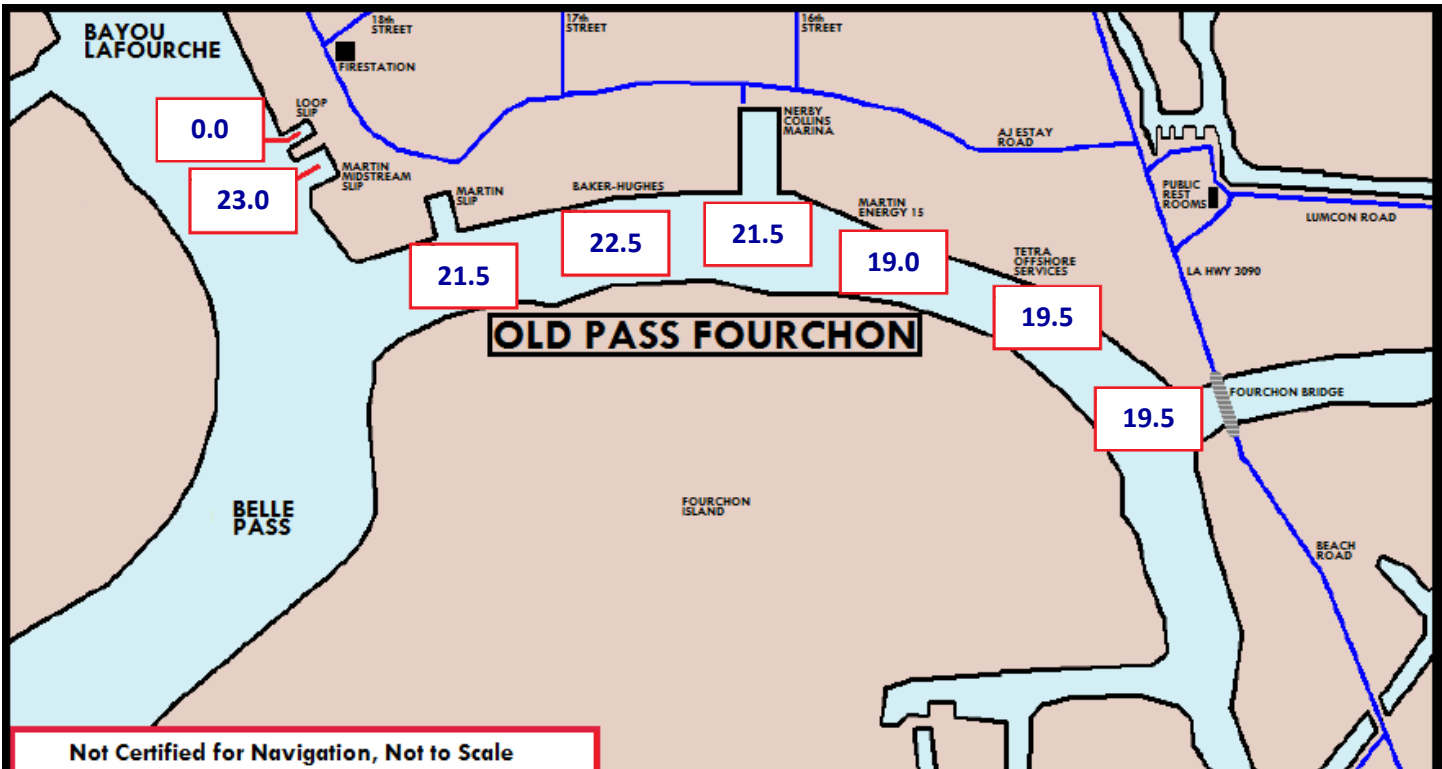 BAYOU
LAFOURCHE
18th
STREET
17th
STREET
16th
STREET
FIRESTATION
LOOP
SLIP
0.0
NERBY
COLLINS
MARINA
AJ ESTAY
ROAD
MARTIN
MIDSTREAM
SLIP
23.0
MARTIN
SLIP
BAKER-HUGHES
MARTIN
ENERGY 15
PUBLIC
REST
ROOMS
LUMCON ROAD
21.5
22.5
21.5
19.0
TETRA
OFFSHORE
SERVICES
LA HWY 3090
19.5
OLD PASS FOURCHON
FOURCHON BRIDGE
19.5
BELLE
PASS
FOURCHON
ISLAND
BEACH
ROAD
Not Certified for Navigation, Not to Scale